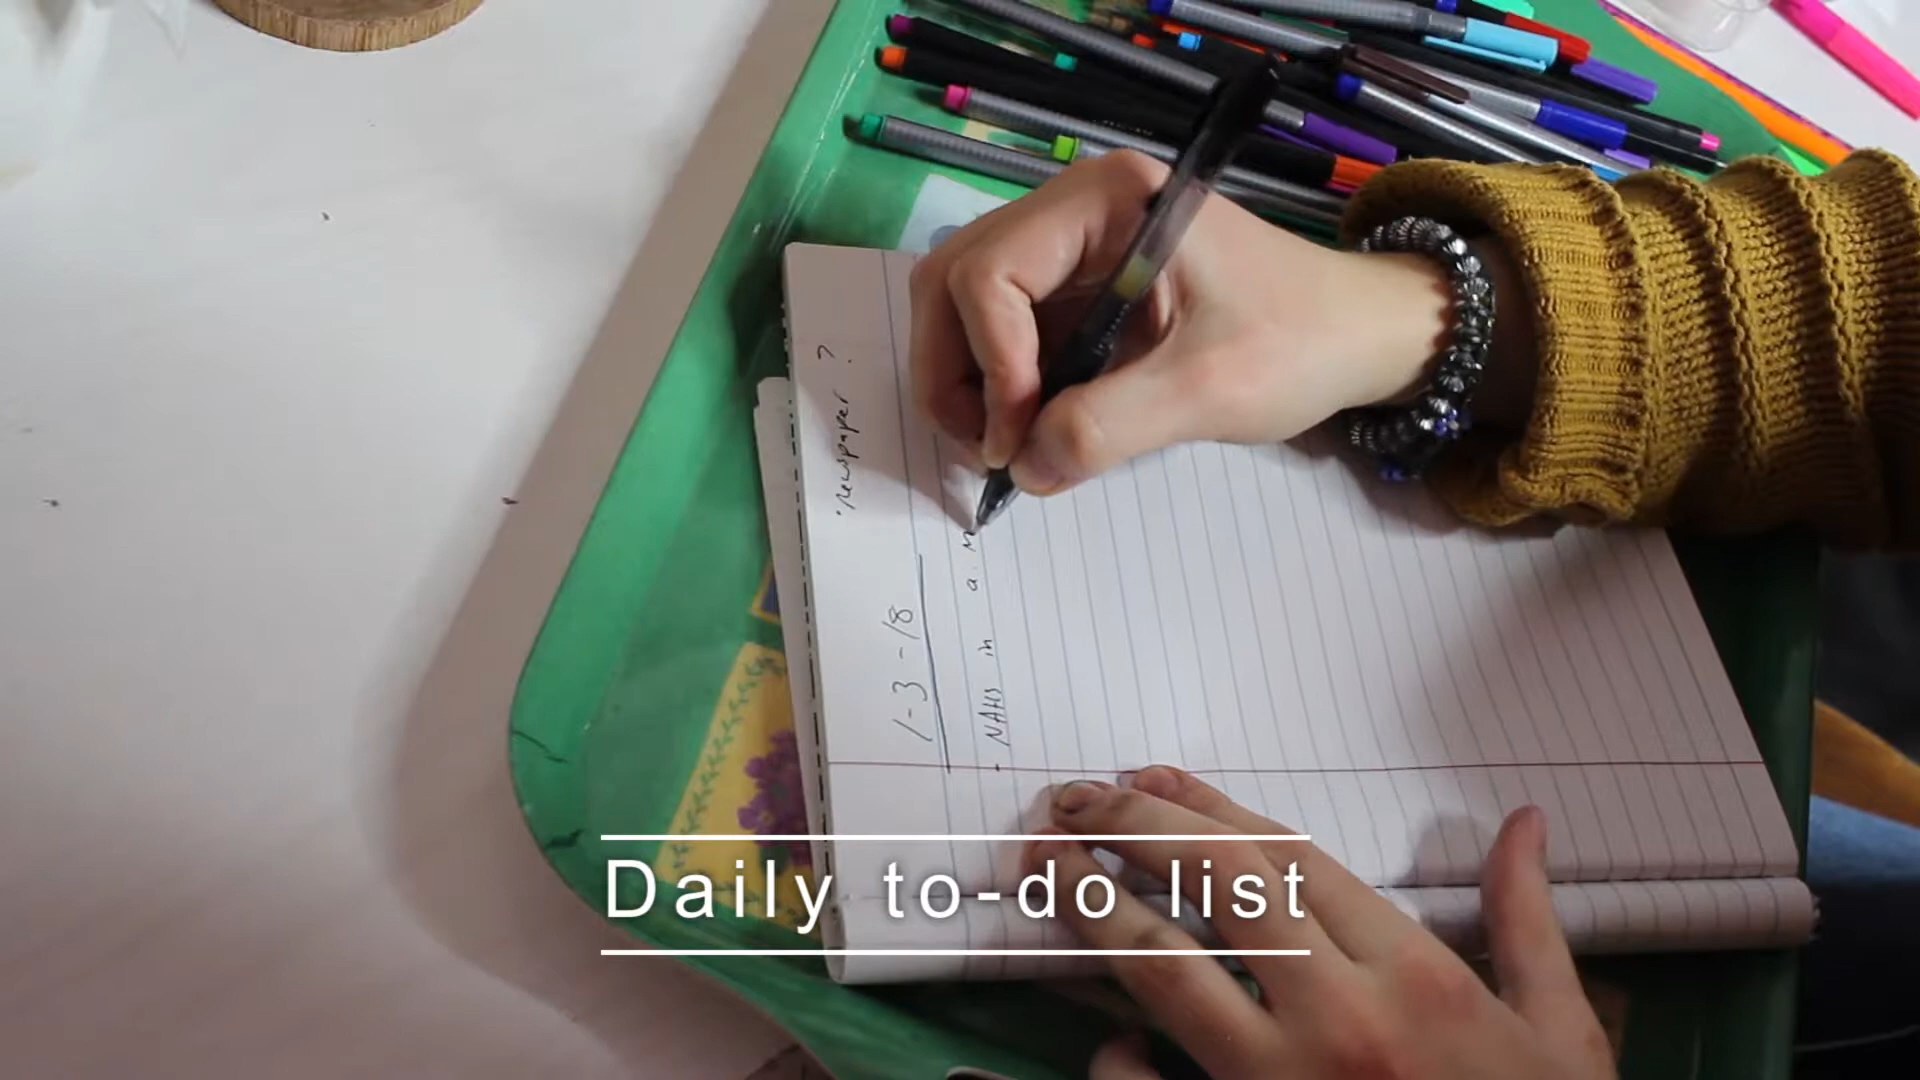 "newspaper ?
1-3-18
- NAHS in a.m
Daily to-do list